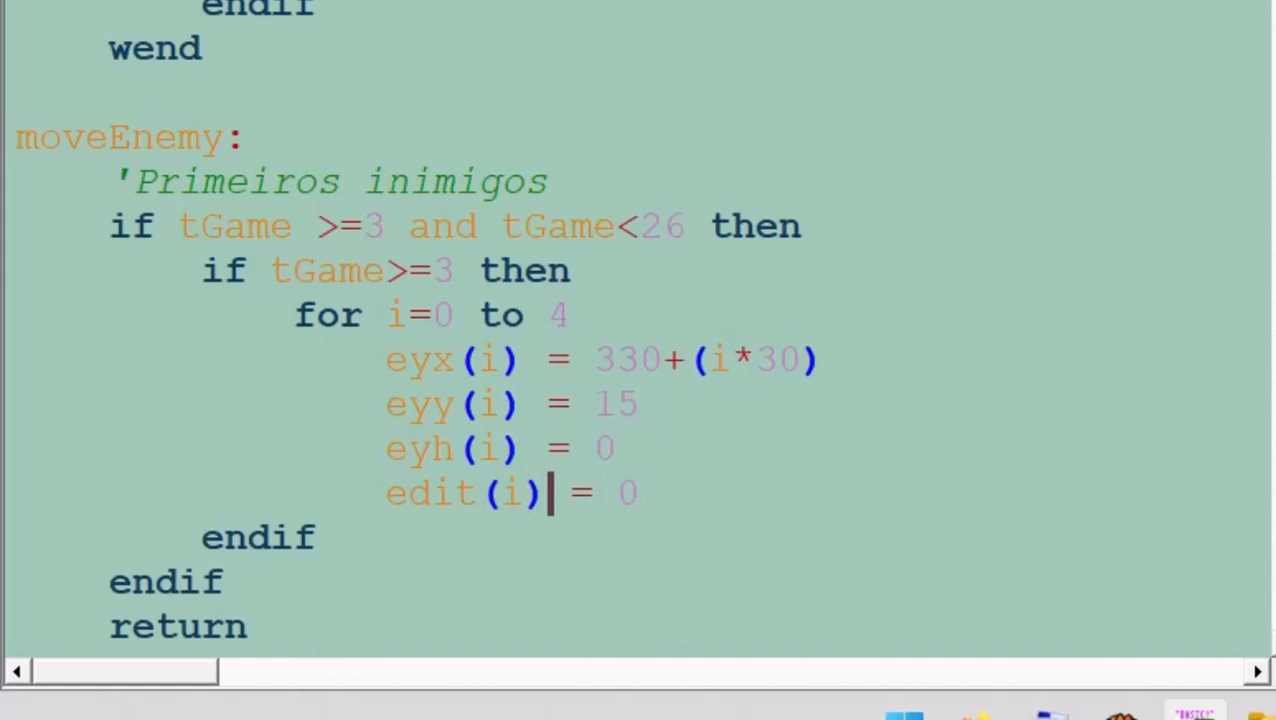 endif
wend
moveEnemy:
'Primeiros inimigos
if tGame >=3 and tGame<26 then
if tGame>=3 then
for i=0 to 4
eyx(i) = 330+(i*30)
eyy(i) = 15
eyh(i) = 0
edit(i) = 0
endif
endif
return